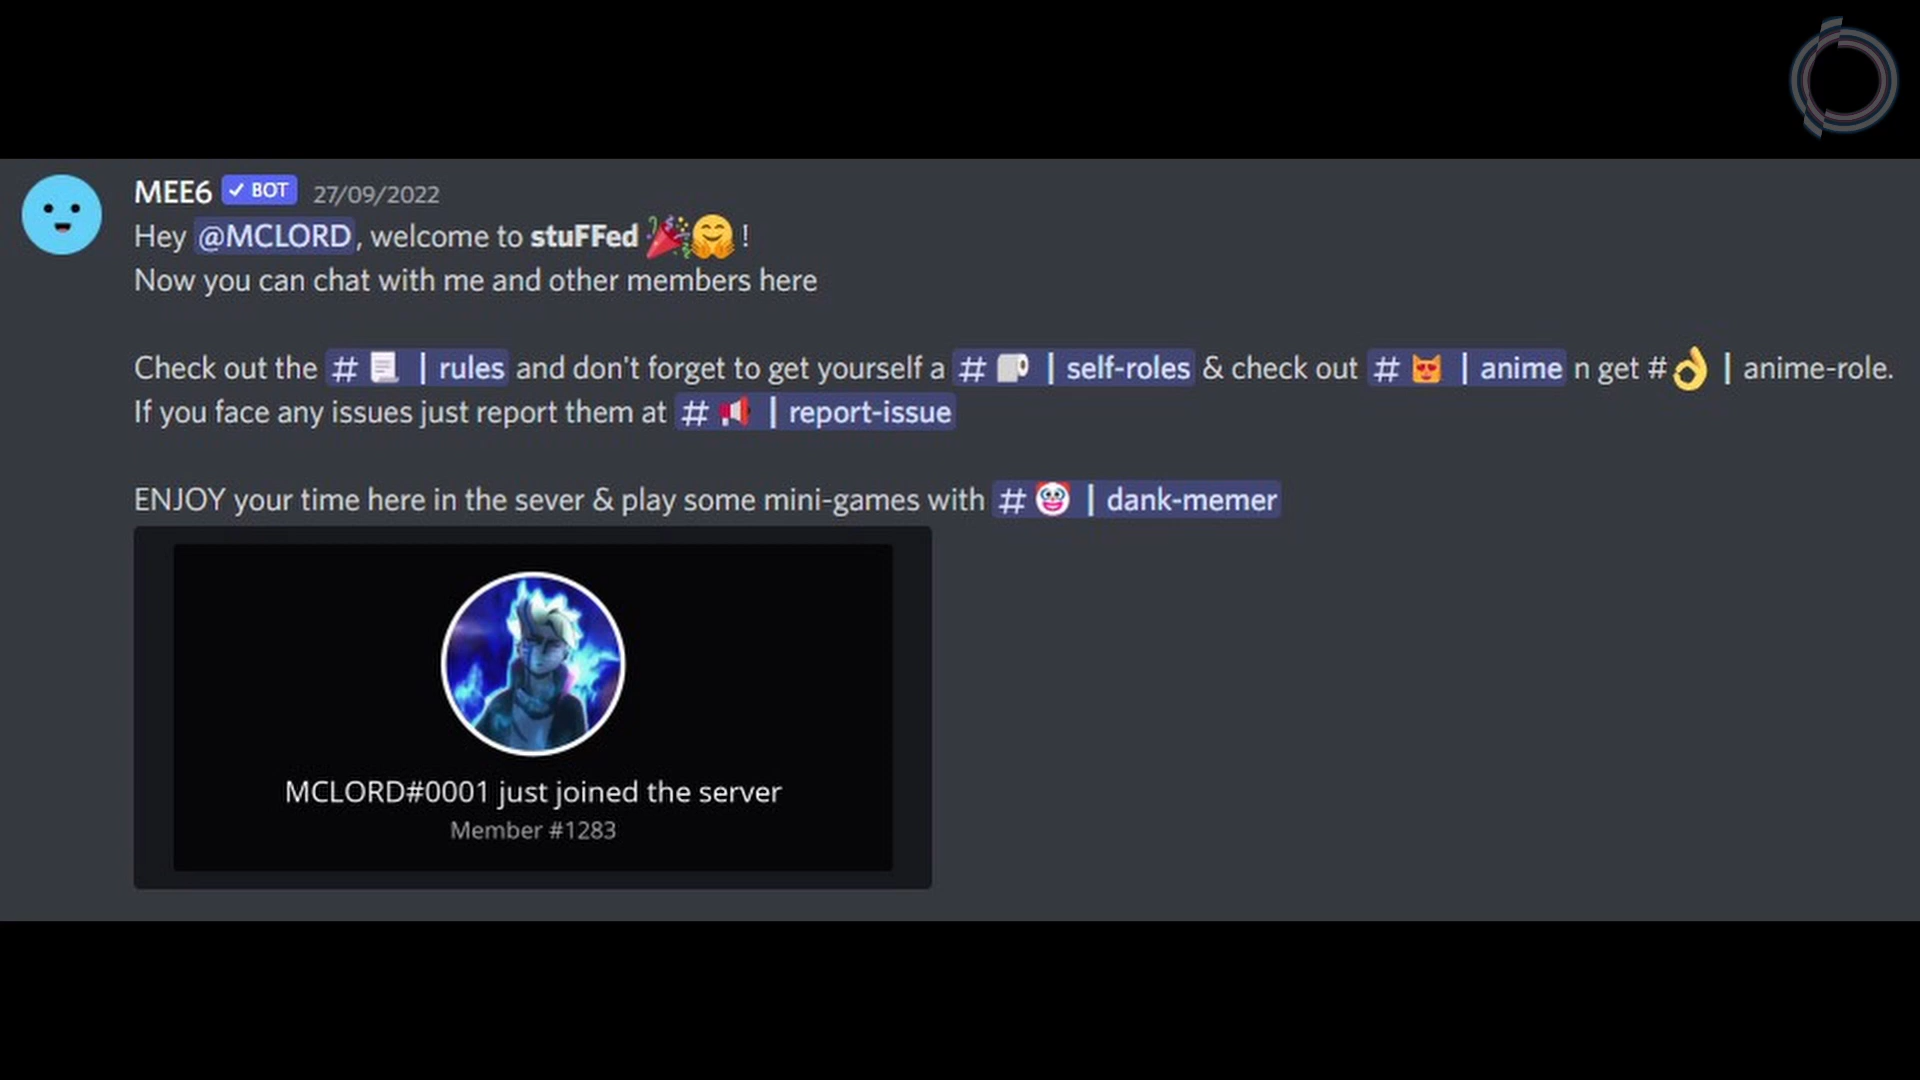 MEE6 ✓ BOT 27/09/2022
Hey @MCLORD, welcome to stuFFed 🎉🤗 !
Now you can chat with me and other members here
Check out the # 📃 | rules and don't forget to get yourself a # 🧻 | self-roles & check out # 😻 | anime n get #👌 | anime-role.
If you face any issues just report them at # 📢 | report-issue
ENJOY your time here in the sever & play some mini-games with # 🤡 | dank-memer
MCLORD#0001 just joined the server
Member #1283